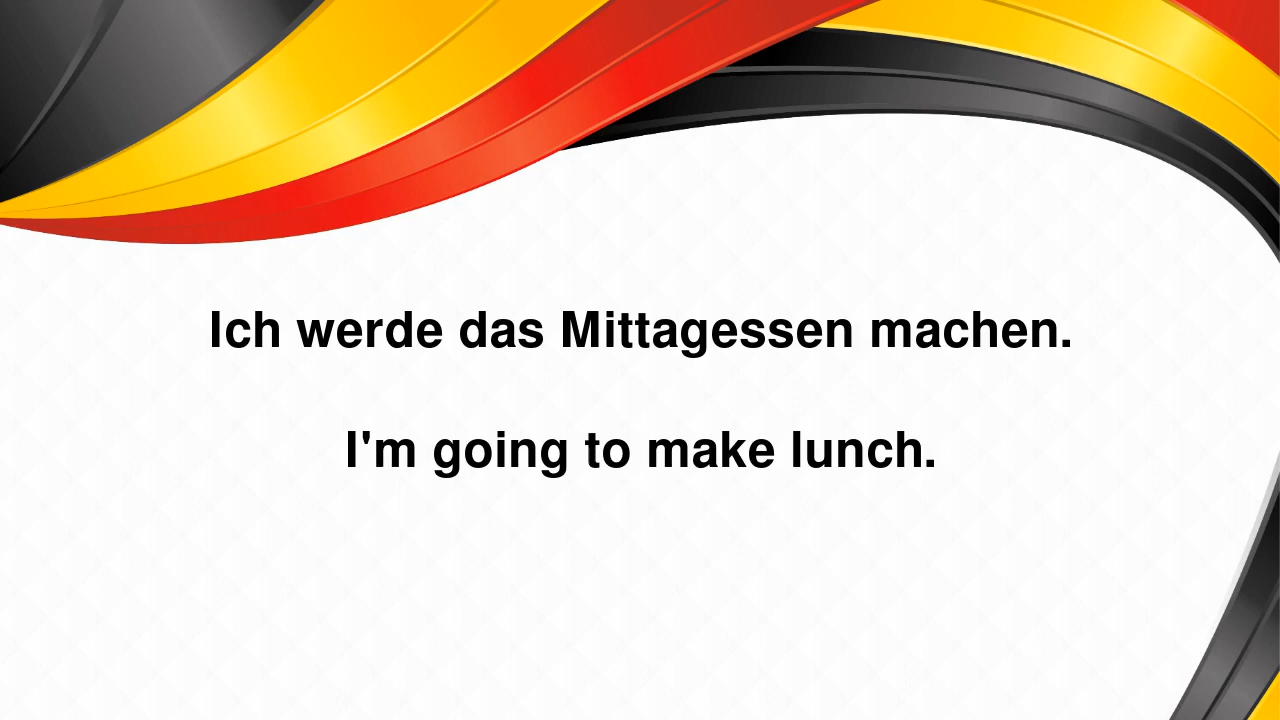 Ich werde das Mittagessen machen.
I'm going to make lunch.